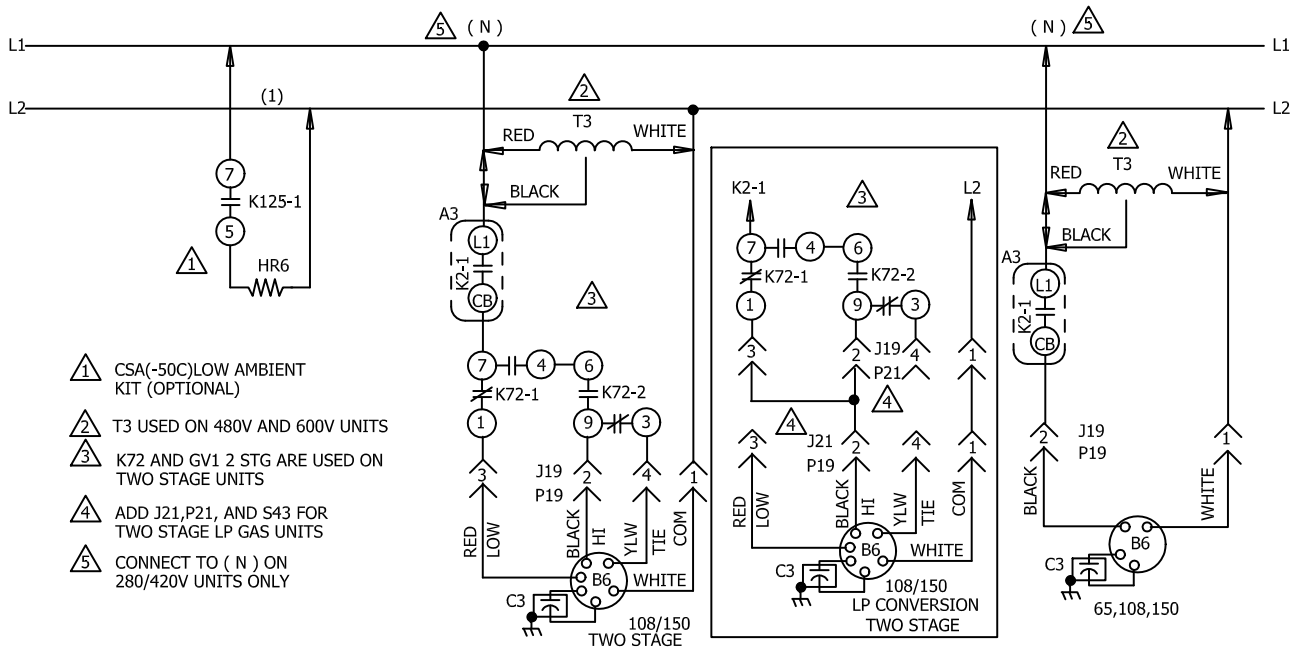 5 ( N ) ( N ) 5
L1 L1
L2 (1) L2
2
T3
RED WHITE
BLACK
7
K125-1
5
1
HR6
A3
L1
K2-1
CB
3
7 4 6
K72-1 K72-2
1 9 3
3 2 4 1
J19
P19
RED LOW
BLACK HI
YLW TIE
COM
B6
WHITE
C3
108/150
TWO STAGE
K2-1 L2
3
7 4 6
K72-1 K72-2
1 9 3
3 2 4 1
J19
P21
4 4
J21
P19
3 2 4 1
RED LOW
BLACK HI
YLW TIE
COM
B6
WHITE
C3
108/150
LP CONVERSION
TWO STAGE
2
T3
RED WHITE
BLACK
A3
L1
K2-1
CB
2 1
J19
P19
BLACK
WHITE
B6
C3
65,108,150
1 CSA(-50C)LOW AMBIENT
KIT (OPTIONAL)
2 T3 USED ON 480V AND 600V UNITS
3 K72 AND GV1 2 STG ARE USED ON
TWO STAGE UNITS
4 ADD J21,P21, AND S43 FOR
TWO STAGE LP GAS UNITS
5 CONNECT TO ( N ) ON
280/420V UNITS ONLY